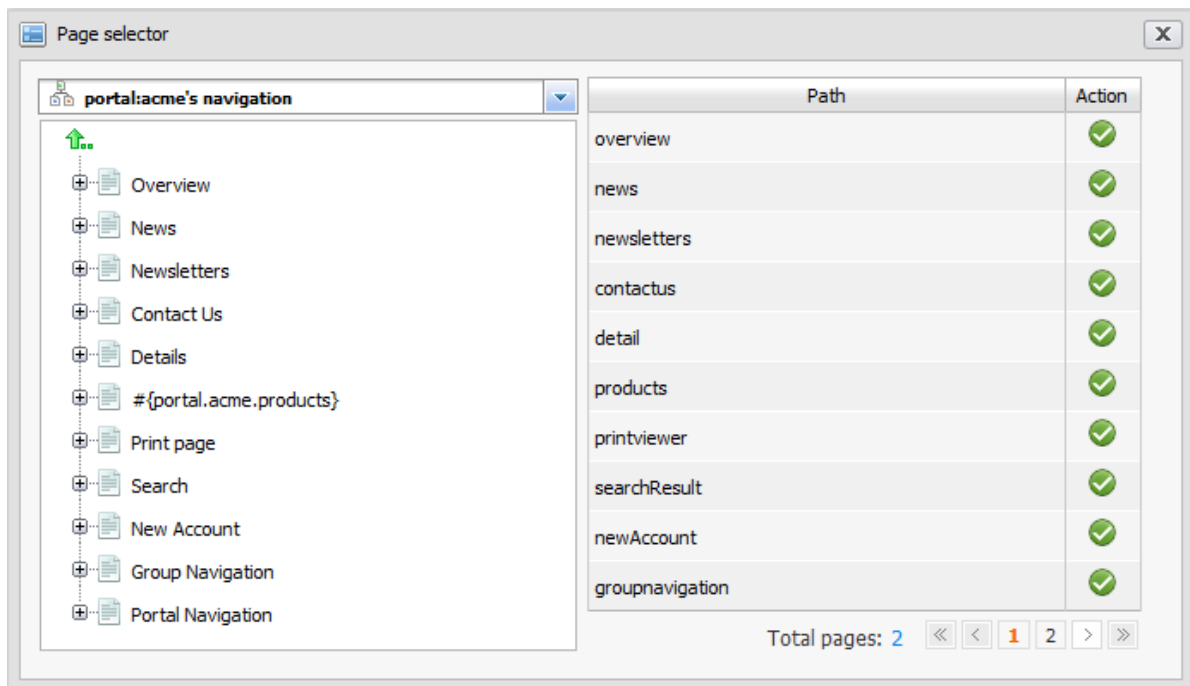 Page selector
X
portal:acme's navigation
..
Overview
News
Newsletters
Contact Us
Details
#{portal.acme.products}
Print page
Search
New Account
Group Navigation
Portal Navigation
Path Action
overview
news
newsletters
contactus
detail
products
printviewer
searchResult
newAccount
groupnavigation
Total pages: 2 « < 1 2 > »